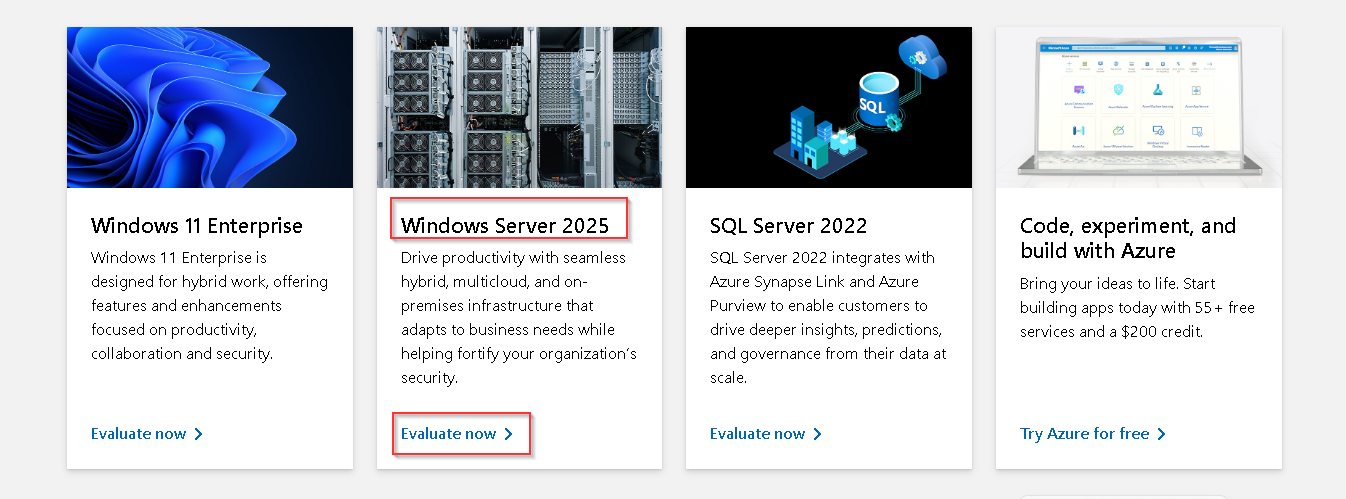 SQL
Windows 11 Enterprise
Windows 11 Enterprise is
designed for hybrid work, offering
features and enhancements
focused on productivity,
collaboration and security.
Evaluate now
Windows Server 2025
Drive productivity with seamless
hybrid, multicloud, and on-
premises infrastructure that
adapts to business needs while
helping fortify your organization's
security.
Evaluate now
SQL Server 2022
SQL Server 2022 integrates with
Azure Synapse Link and Azure
Purview to enable customers to
drive deeper insights, predictions,
and governance from their data at
scale.
Evaluate now
Code, experiment, and
build with Azure
Bring your ideas to life. Start
building apps today with 55+ free
services and a $200 credit.
Try Azure for free